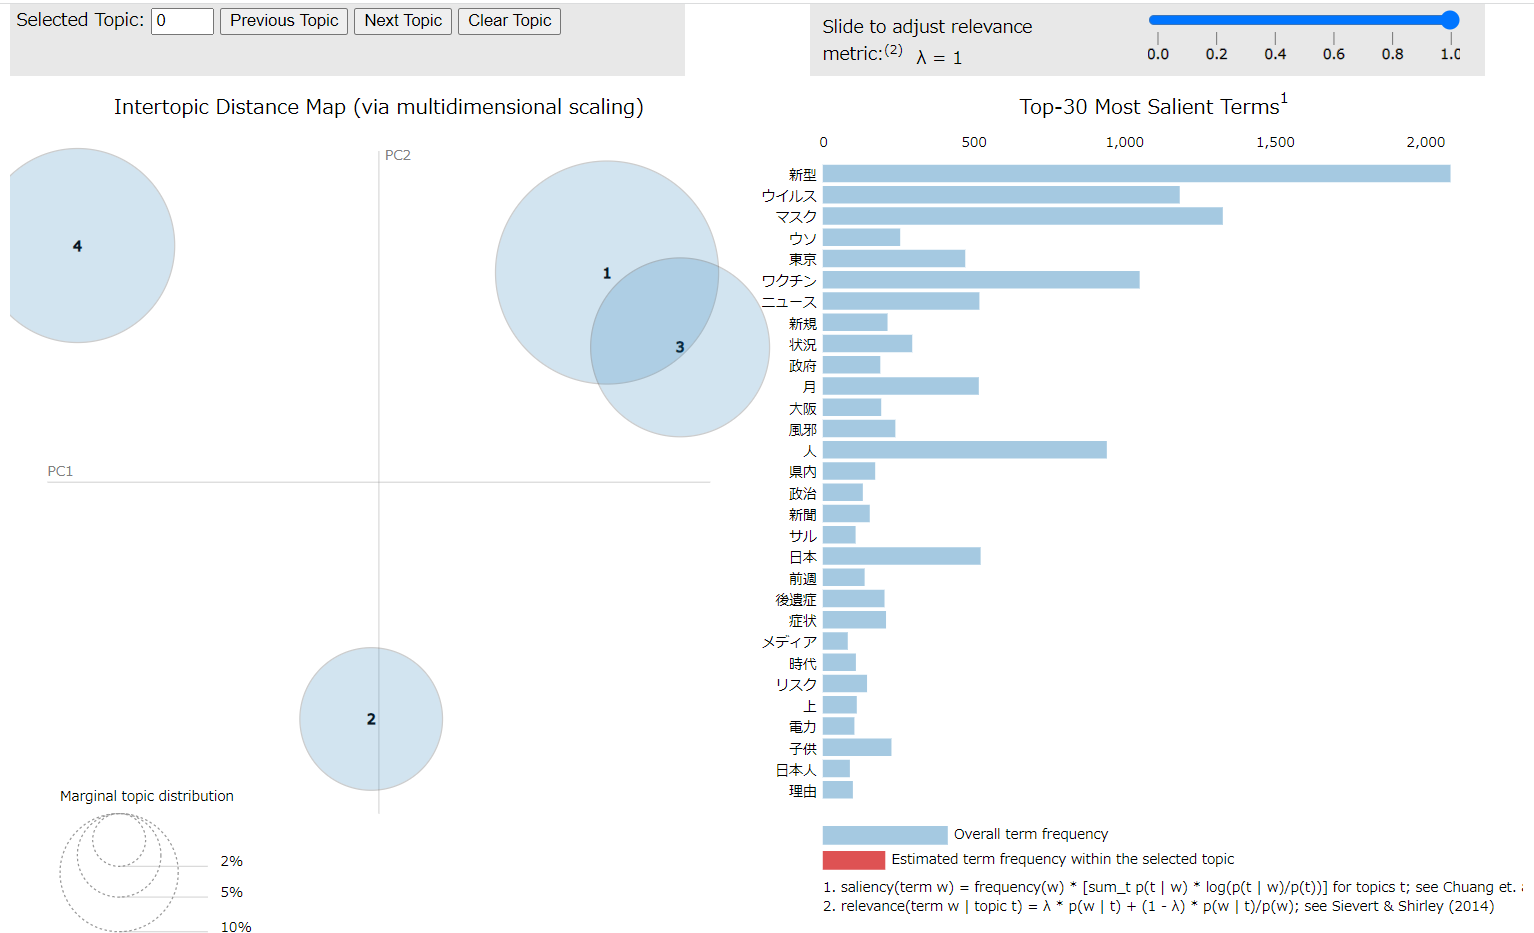 Selected Topic: 0 Previous Topic Next Topic Clear Topic
Slide to adjust relevance
metric:(2) λ = 1
0.0 0.2 0.4 0.6 0.8 1.0
Intertopic Distance Map (via multidimensional scaling)
PC2
PC1
4
1
3
2
Marginal topic distribution
2%
5%
10%
Top-30 Most Salient Terms1
0 500 1,000 1,500 2,000
新型
ウイルス
マスク
ウソ
東京
ワクチン
ニュース
新規
状況
政府
月
大阪
風邪
人
県内
政治
新聞
サル
日本
前週
後遺症
症状
メディア
時代
リスク
上
電力
子供
日本人
理由
Overall term frequency
Estimated term frequency within the selected topic
1. saliency(term w) = frequency(w) * [sum_t p(t | w) * log(p(t | w)/p(t))] for topics t; see Chuang et.
2. relevance(term w | topic t) = λ * p(w | t) + (1 - λ) * p(w | t)/p(w); see Sievert & Shirley (2014)